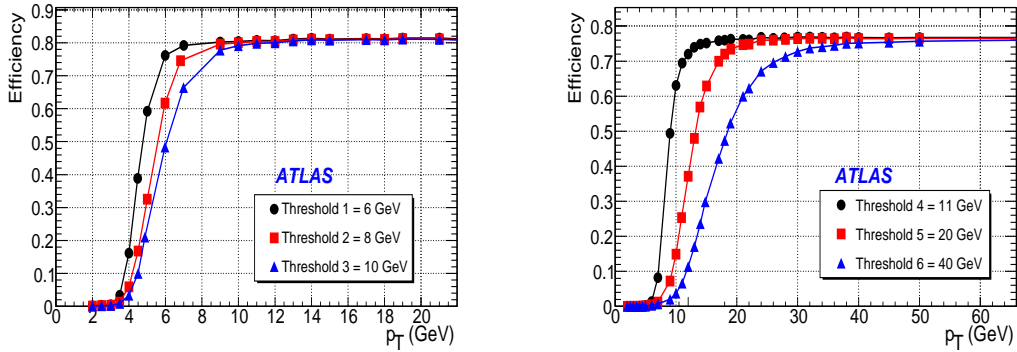 Efficiency
0.9
0.8
0.7
0.6
0.5
0.4
0.3
0.2
0.1
0
ATLAS
Threshold 1 = 6 GeV
Threshold 2 = 8 GeV
Threshold 3 = 10 GeV
0 2 4 6 8 10 12 14 16 18 20
p_T (GeV)
Efficiency
0.8
0.7
0.6
0.5
0.4
0.3
0.2
0.1
0
ATLAS
Threshold 4 = 11 GeV
Threshold 5 = 20 GeV
Threshold 6 = 40 GeV
0 10 20 30 40 50 60
p_T (GeV)